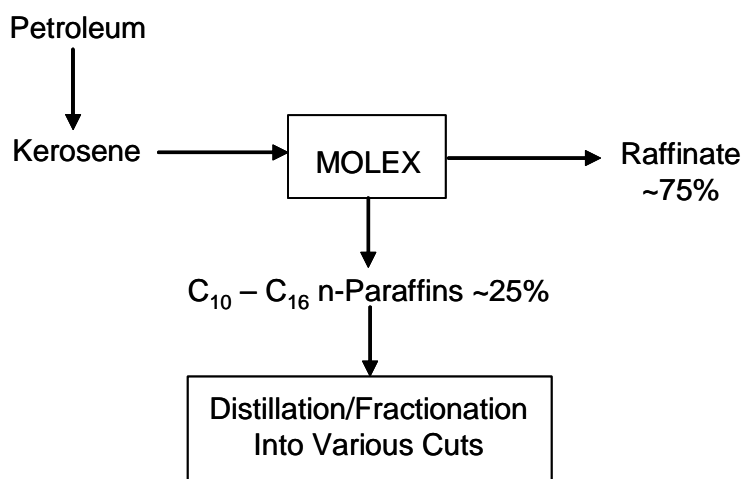 Petroleum
Kerosene
MOLEX
Raffinate
~75%
C₁₀ – C₁₆ n-Paraffins ~25%
Distillation/Fractionation
Into Various Cuts